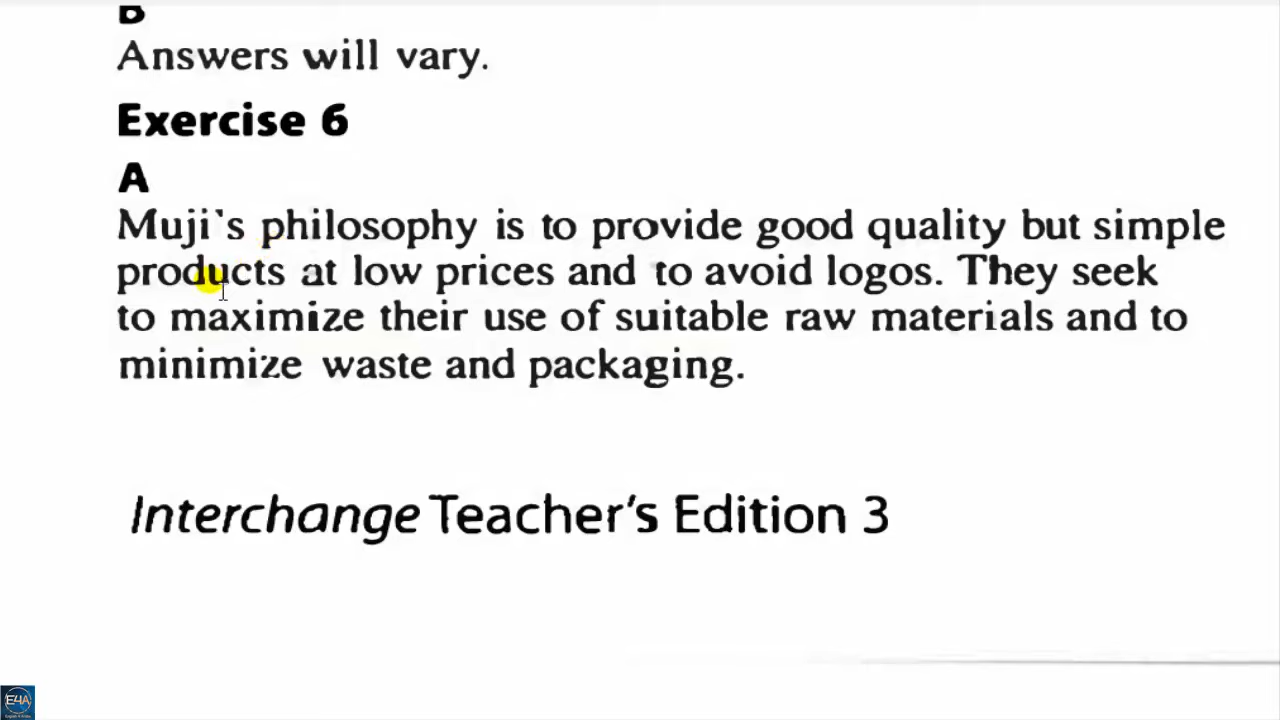 B
Answers will vary.
Exercise 6
A
Muji's philosophy is to provide good quality but simple
products at low prices and to avoid logos. They seek
to maximize their use of suitable raw materials and to
minimize waste and packaging.
Interchange Teacher's Edition 3
E4A